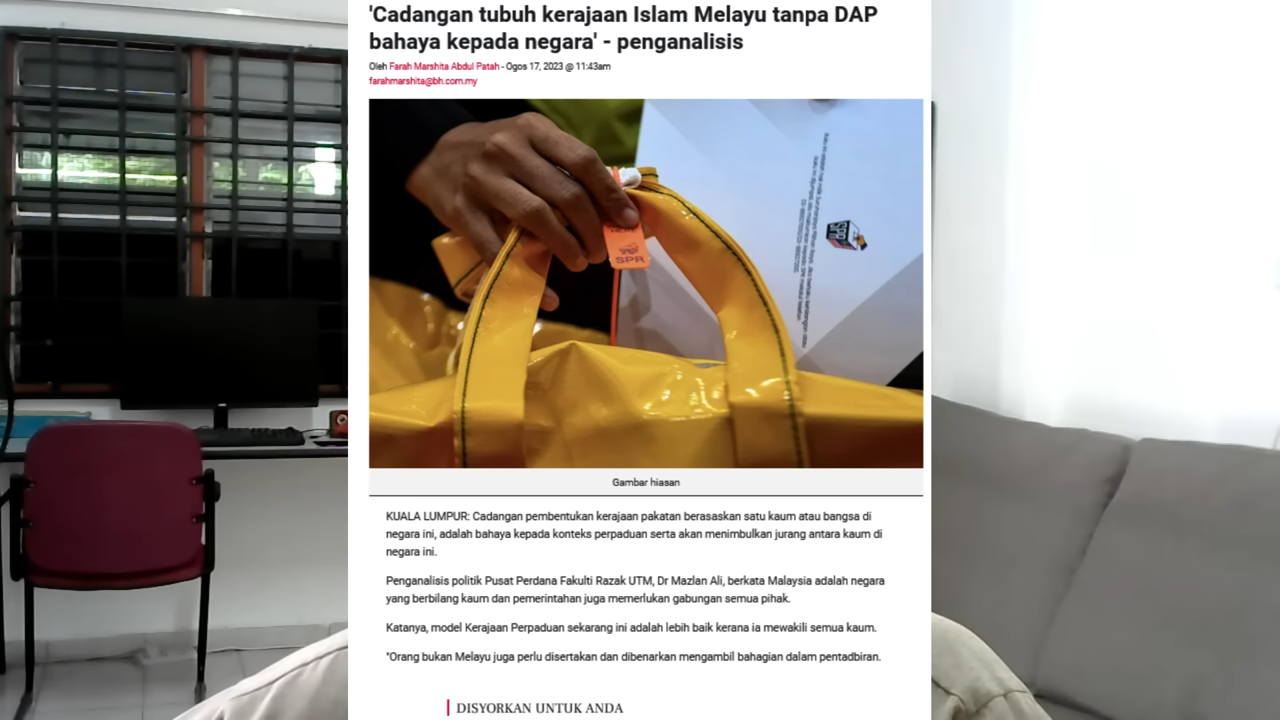 'Cadangan tubuh kerajaan Islam Melayu tanpa DAP
bahaya kepada negara' - penganalisis
Oleh Farah Marshita Abdul Patah - Ogos 17, 2023 @ 11:43am
farahmarshita@bh.com.my
SPR
SPR
Gambar hiasan
KUALA LUMPUR: Cadangan pembentukan kerajaan pakatan berasaskan satu kaum atau bangsa di
negara ini, adalah bahaya kepada konteks perpaduan serta akan menimbulkan jurang antara kaum di
negara ini.
Penganalisis politik Pusat Perdana Fakulti Razak UTM, Dr Mazlan Ali, berkata Malaysia adalah negara
yang berbilang kaum dan pemerintahan juga memerlukan gabungan semua pihak.
Katanya, model Kerajaan Perpaduan sekarang ini adalah lebih baik kerana ia mewakili semua kaum.
"Orang bukan Melayu juga perlu disertakan dan dibenarkan mengambil bahagian dalam pentadbiran.
DISYORKAN UNTUK ANDA